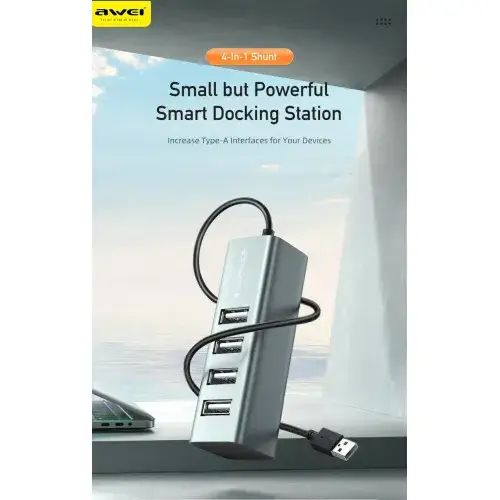 awei
4-In-1 Shunt
Small but Powerful
Smart Docking Station
Increase Type-A Interfaces for Your Devices